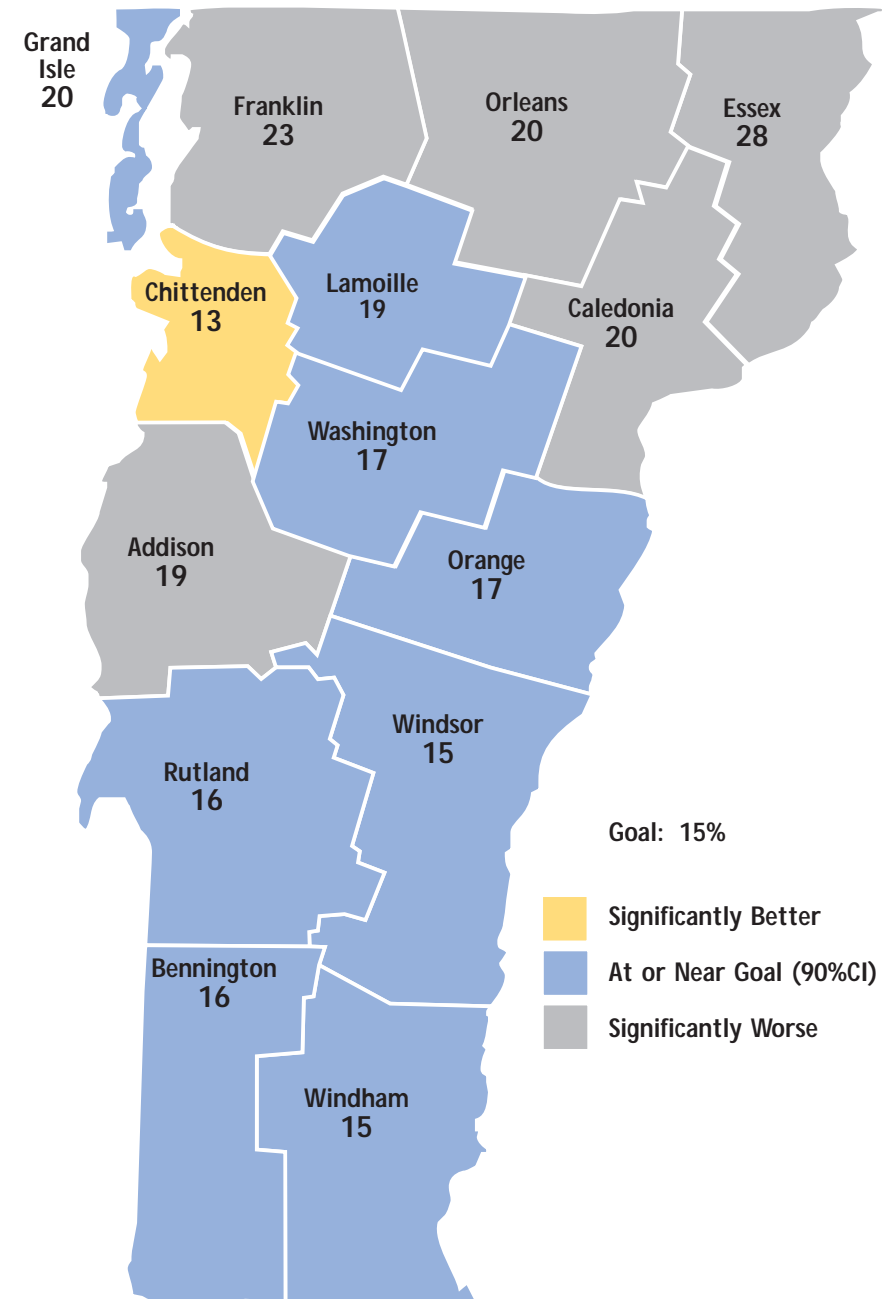 Grand
Isle
20
Franklin
23
Orleans
20
Essex
28
Chittenden
13
Lamoille
19
Caledonia
20
Washington
17
Addison
19
Orange
17
Windsor
15
Rutland
16
Goal: 15%
Significantly Better
At or Near Goal (90%CI)
Significantly Worse
Bennington
16
Windham
15